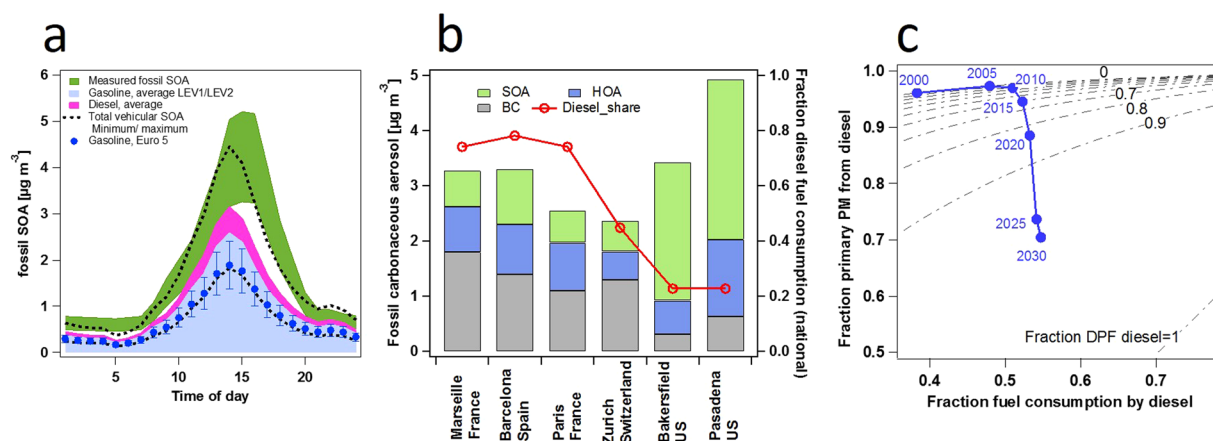 a
fossil SOA [µg m-3]
6
5
4
3
2
1
0
Measured fossil SOA
Gasoline, average LEV1/LEV2
Diesel, average
Total vehicular SOA
Minimum/ maximum
Gasoline, Euro 5
5
10
15
20
Time of day
b
Fossil carbonaceous aerosol [µg m-3]
5
4
3
2
1
0
SOA
HOA
BC
Diesel_share
1.0
0.8
0.6
0.4
0.2
0.0
Fraction diesel fuel consumption (national)
Marseille
France
Barcelona
Spain
Paris
France
Zurich
Switzerland
Bakersfield
US
Pasadena
US
c
Fraction primary PM from diesel
1.0
0.9
0.8
0.7
0.6
0.5
2000
2005
2010
2015
2020
2025
2030
0
0.7
0.8
0.9
Fraction DPF diesel=1
0.4
0.5
0.6
0.7
Fraction fuel consumption by diesel